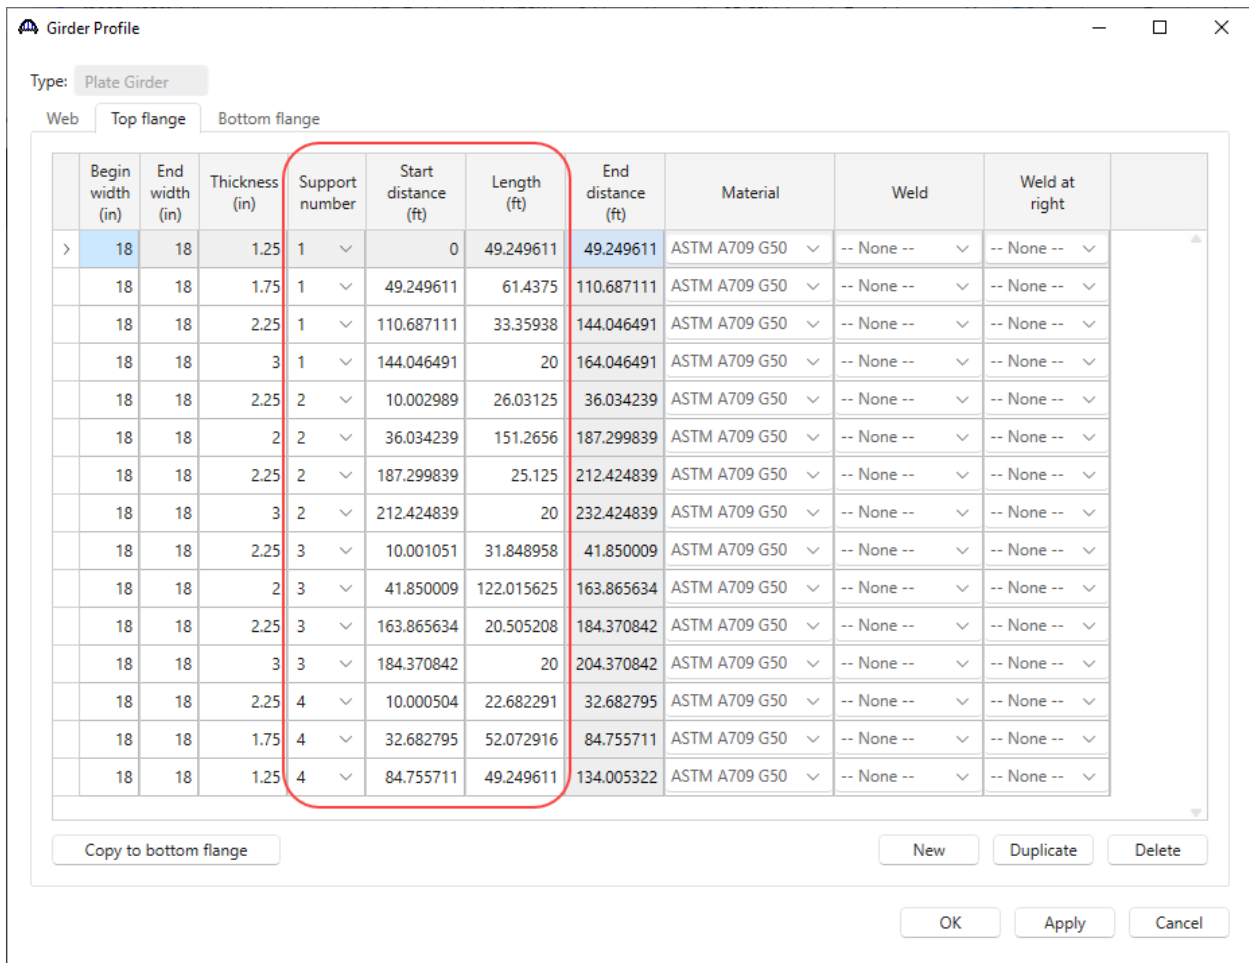 Girder Profile
Type: Plate Girder
Web Top flange Bottom flange
Begin width (in) End width (in) Thickness (in) Support number Start distance (ft) Length (ft) End distance (ft) Material Weld Weld at right
18 18 1.25 1 0 49.249611 49.249611 ASTM A709 G50 -- None -- -- None --
18 18 1.75 1 49.249611 61.4375 110.687111 ASTM A709 G50 -- None -- -- None --
18 18 2.25 1 110.687111 33.35938 144.046491 ASTM A709 G50 -- None -- -- None --
18 18 3 1 144.046491 20 164.046491 ASTM A709 G50 -- None -- -- None --
18 18 2.25 2 10.002989 26.03125 36.034239 ASTM A709 G50 -- None -- -- None --
18 18 2 2 36.034239 151.2656 187.299839 ASTM A709 G50 -- None -- -- None --
18 18 2.25 2 187.299839 25.125 212.424839 ASTM A709 G50 -- None -- -- None --
18 18 3 2 212.424839 20 232.424839 ASTM A709 G50 -- None -- -- None --
18 18 2.25 3 10.001051 31.848958 41.850009 ASTM A709 G50 -- None -- -- None --
18 18 2 3 41.850009 122.015625 163.865634 ASTM A709 G50 -- None -- -- None --
18 18 2.25 3 163.865634 20.505208 184.370842 ASTM A709 G50 -- None -- -- None --
18 18 3 3 184.370842 20 204.370842 ASTM A709 G50 -- None -- -- None --
18 18 2.25 4 10.000504 22.682291 32.682795 ASTM A709 G50 -- None -- -- None --
18 18 1.75 4 32.682795 52.072916 84.755711 ASTM A709 G50 -- None -- -- None --
18 18 1.25 4 84.755711 49.249611 134.005322 ASTM A709 G50 -- None -- -- None --
Copy to bottom flange New Duplicate Delete
OK Apply Cancel